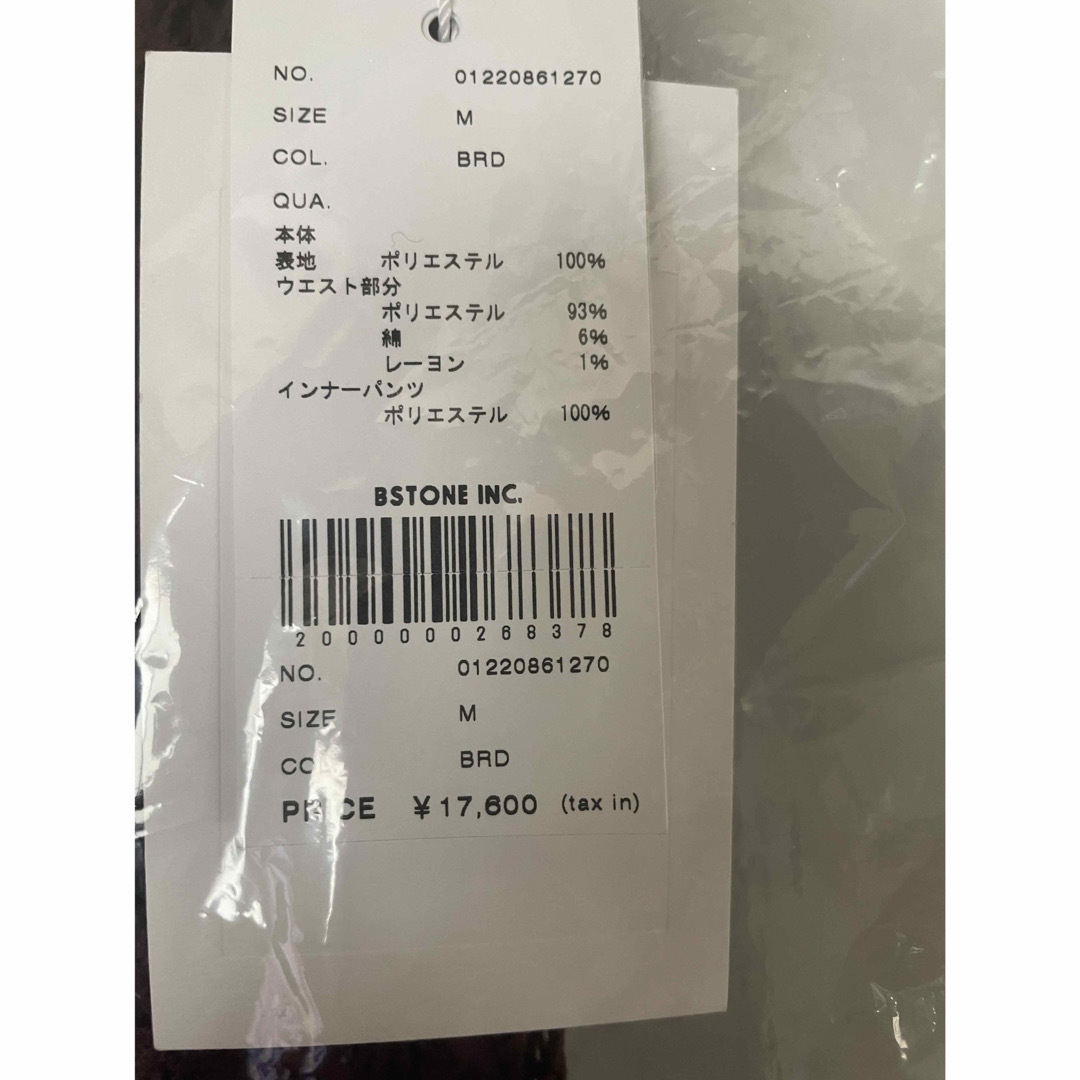 NO. 01220861270
SIZE M
COL. BRD
QUA.
本体
表地 ポリエステル 100%
ウエスト部分
ポリエステル 93%
綿 6%
レーヨン 1%
インナーパンツ
ポリエステル 100%
BSTONE INC.
2000000268378
NO. 01220861270
SIZE M
COL BRD
PRICE ¥17,600 (tax in)